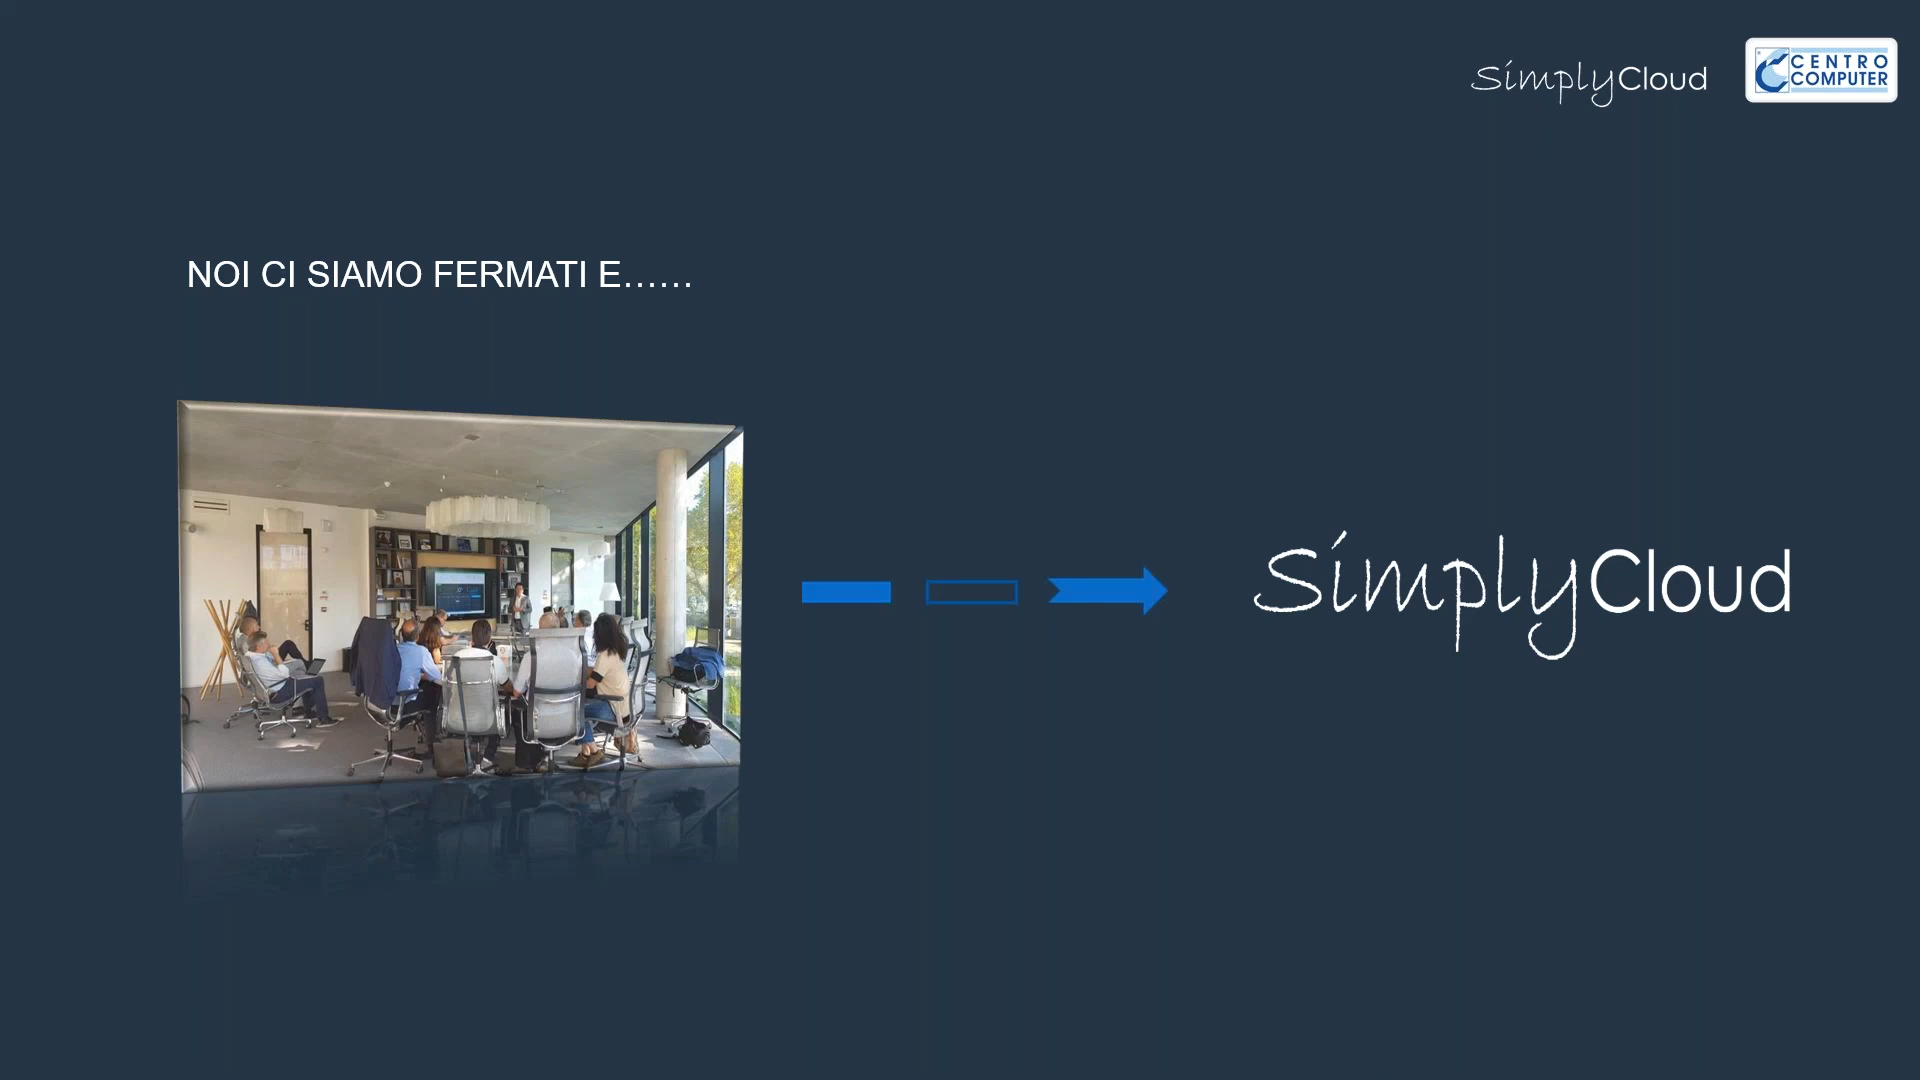 SimplyCloud
CENTRO
COMPUTER
NOI CI SIAMO FERMATI E......
SimplyCloud